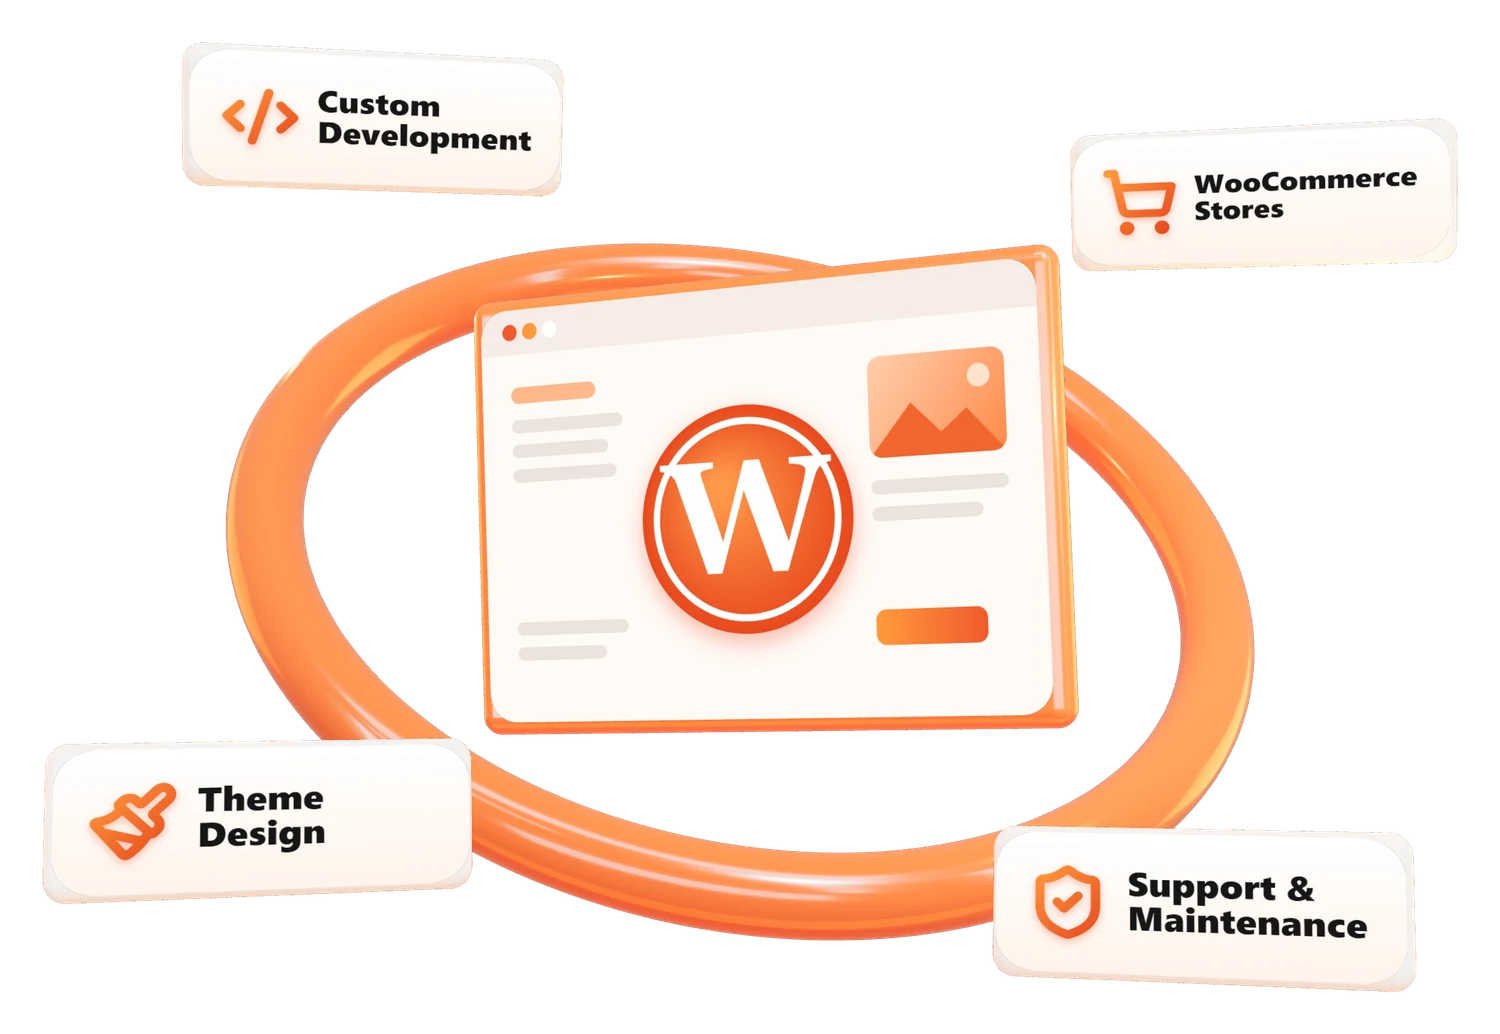 Custom
Development
WooCommerce
Stores
W
Theme
Design
Support &
Maintenance